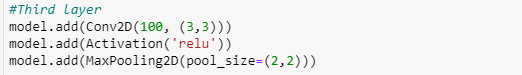 #Third layer
model.add(Conv2D(100, (3,3)))
model.add(Activation('relu'))
model.add(MaxPooling2D(pool_size=(2,2)))